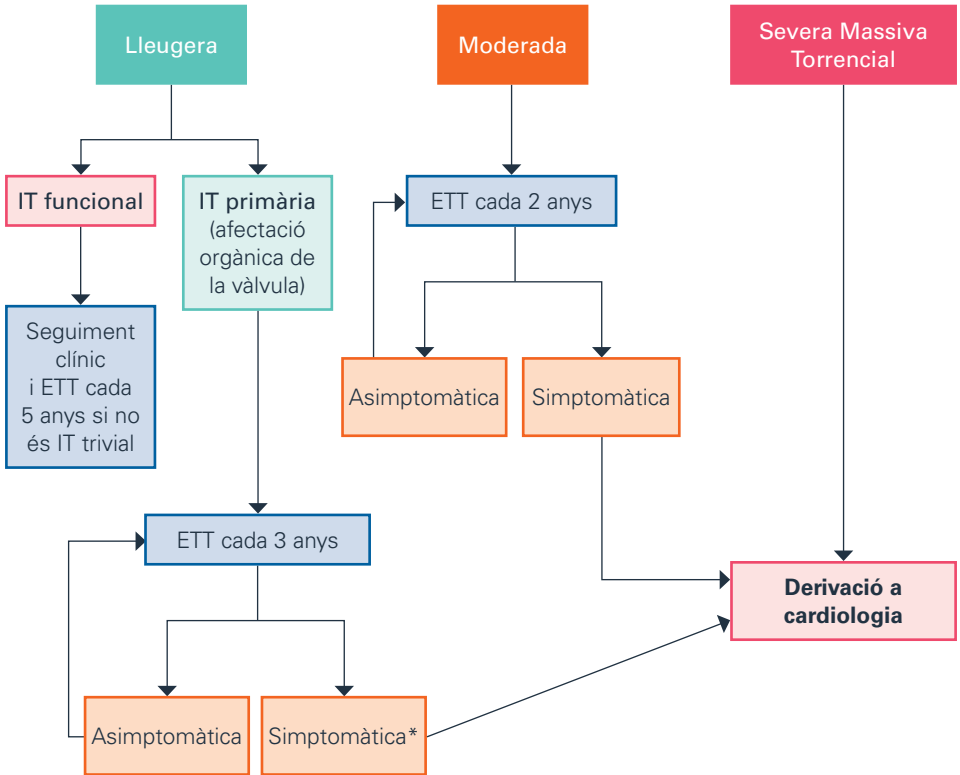 Lleugera
Moderada
Severa Massiva
Torrencial
IT funcional
IT primària
(afectació
orgànica de
la vàlvula)
ETT cada 2 anys
Seguiment
clínic
i ETT cada
5 anys si no
és IT trivial
Asimptomàtica
Simptomàtica
ETT cada 3 anys
Derivació a
cardiologia
Asimptomàtica
Simptomàtica*